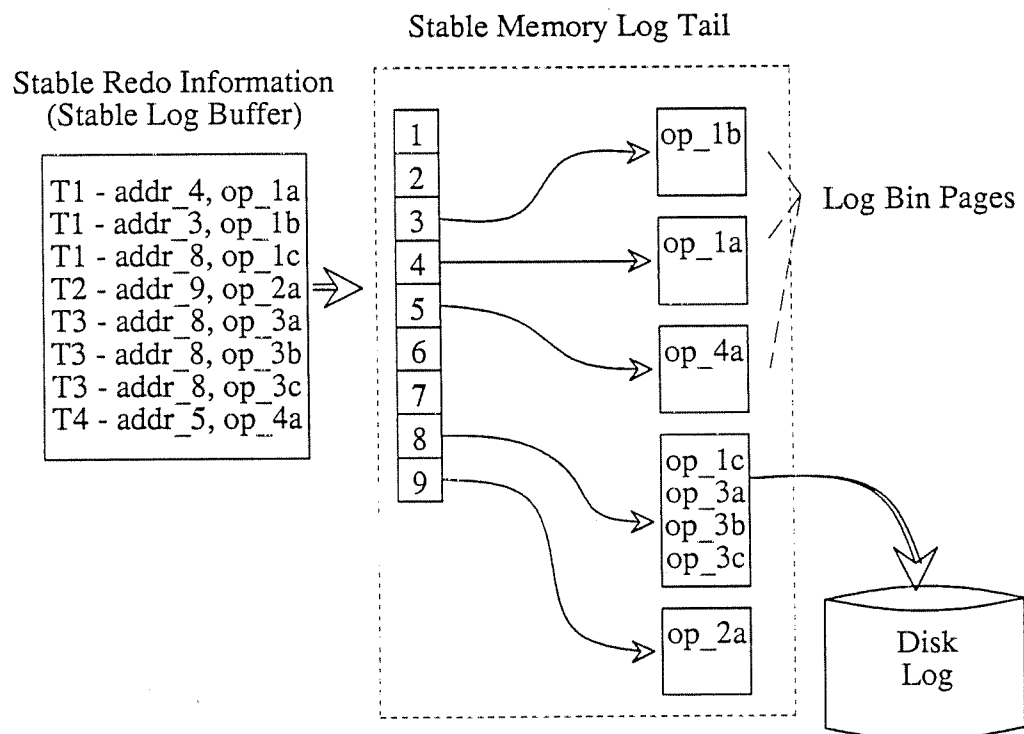 Stable Memory Log Tail
Stable Redo Information
(Stable Log Buffer)
T1 - addr_4, op_1a
T1 - addr_3, op_1b
T1 - addr_8, op_1c
T2 - addr_9, op_2a
T3 - addr_8, op_3a
T3 - addr_8, op_3b
T3 - addr_8, op_3c
T4 - addr_5, op_4a
1
2
3
4
5
6
7
8
9
op_1b
op_1a
op_4a
op_1c
op_3a
op_3b
op_3c
op_2a
Log Bin Pages
Disk
Log